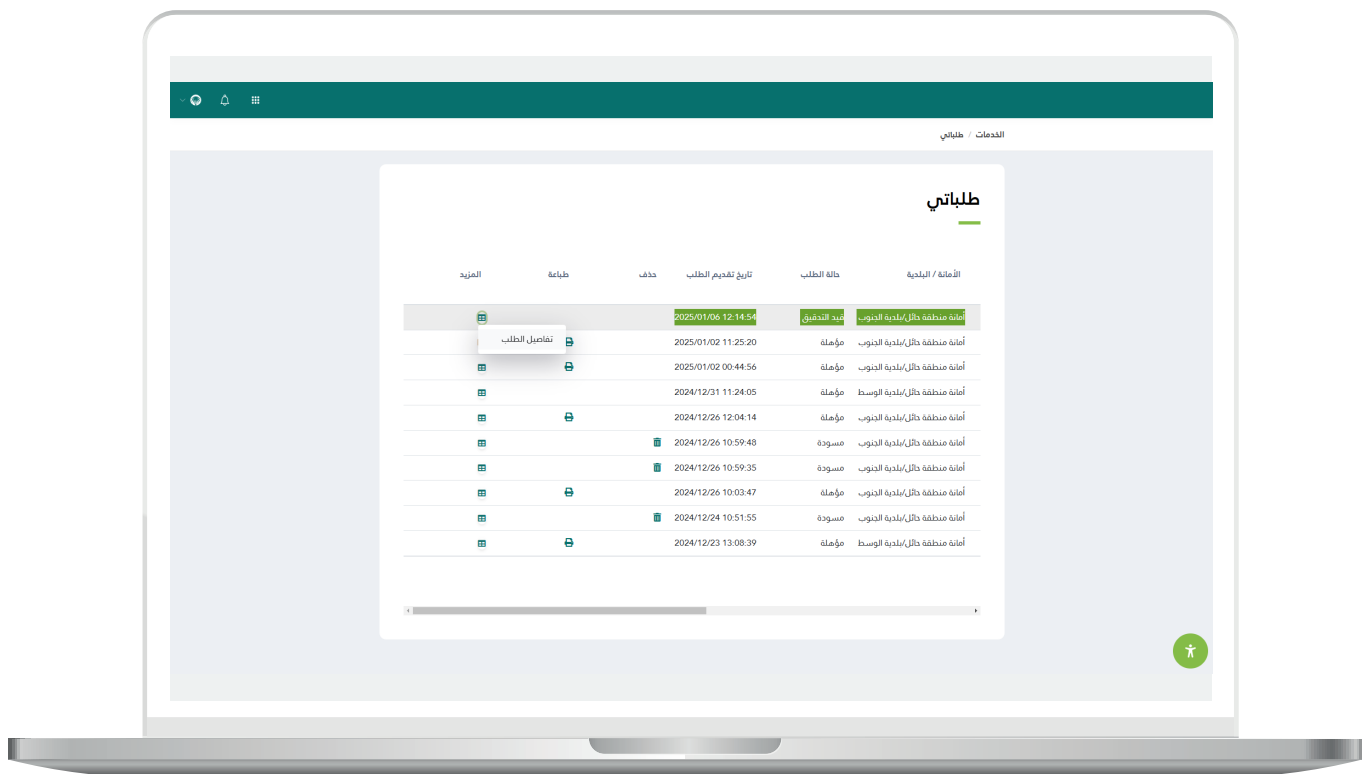 الخدمات / طلباتي
طلباتي
الأمانة / البلدية حالة الطلب تاريخ تقديم الطلب حذف طباعة المزيد
أمانة منطقة حائل/بلدية الجنوب قيد التدقيق 2025/01/06 12:14:54
تفاصيل الطلب
أمانة منطقة حائل/بلدية الجنوب مؤهلة 2025/01/02 11:25:20
أمانة منطقة حائل/بلدية الجنوب مؤهلة 2025/01/02 00:44:56
أمانة منطقة حائل/بلدية الوسط مؤهلة 2024/12/31 11:24:05
أمانة منطقة حائل/بلدية الجنوب مؤهلة 2024/12/26 12:04:14
أمانة منطقة حائل/بلدية الجنوب مسودة 2024/12/26 10:59:48
أمانة منطقة حائل/بلدية الجنوب مسودة 2024/12/26 10:59:35
أمانة منطقة حائل/بلدية الجنوب مؤهلة 2024/12/26 10:03:47
أمانة منطقة حائل/بلدية الجنوب مسودة 2024/12/24 10:51:55
أمانة منطقة حائل/بلدية الوسط مؤهلة 2024/12/23 13:08:39